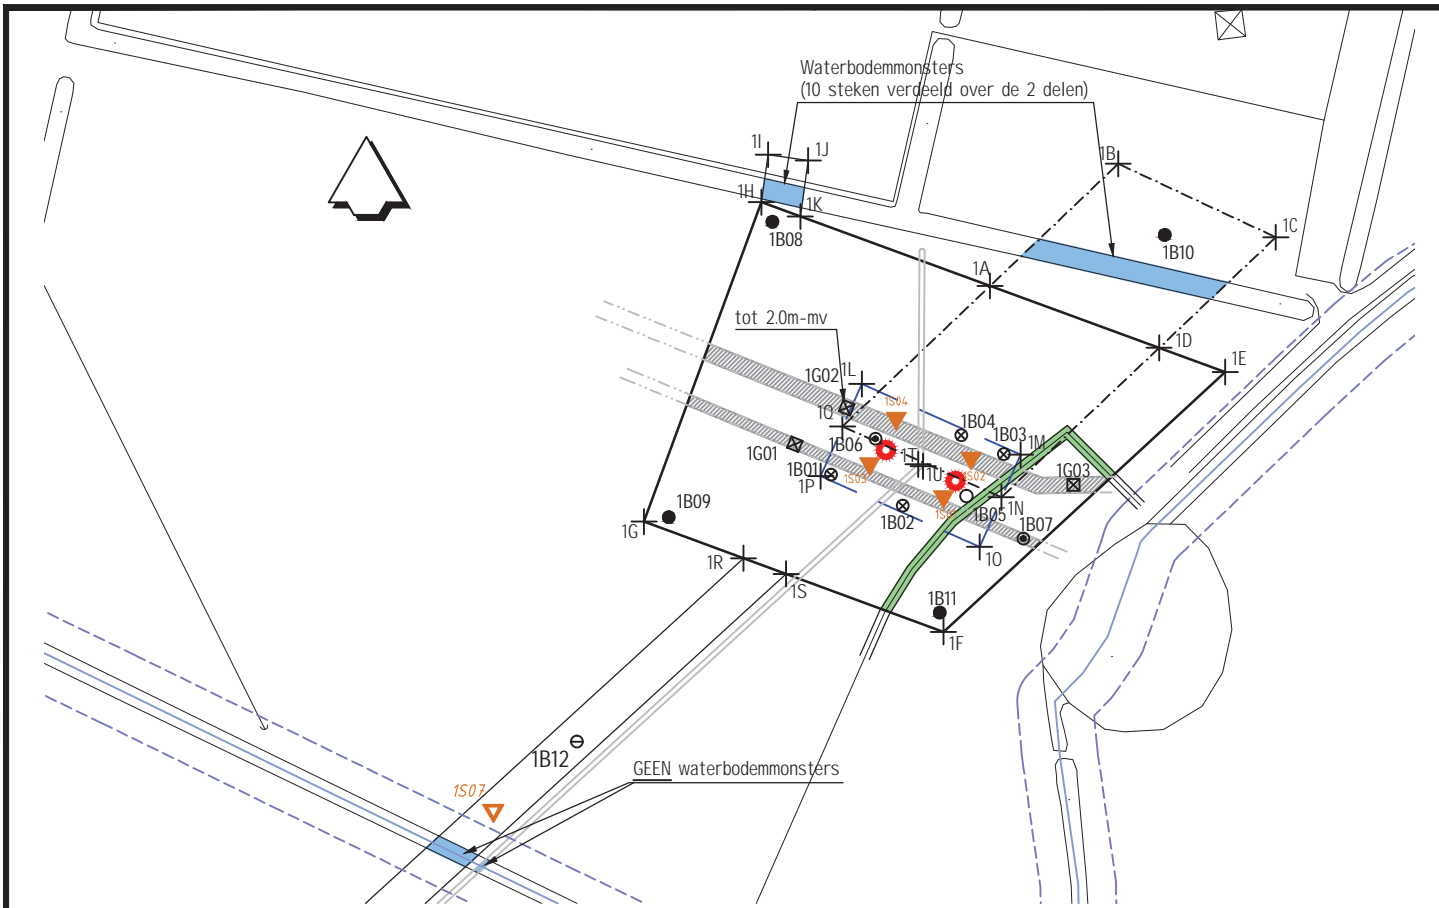 Waterbodemmonsters
(10 steken verdeeld over de 2 delen)
1I
1J
1B
1H
1K
1C
1B08
1B10
1A
tot 2.0m-mv
1D
1E
1L
1G02
1S04
1Q
1B04
1B06
1B03
1M
1G01
1T
1B01
1S03
1U
1S02
1G03
1P
1N
1B09
1B02
1B05
1B07
1G
1O
1R
1S
1B11
1F
1B12
GEEN waterbodemmonsters
1S07